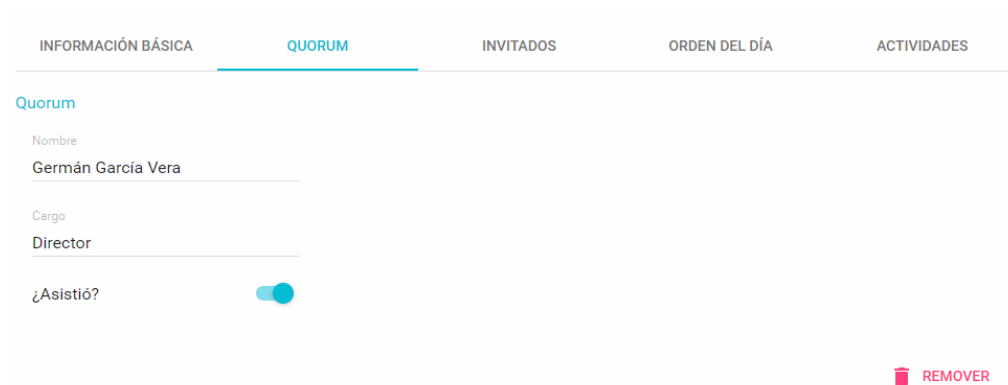 INFORMACIÓN BÁSICA QUORUM INVITADOS ORDEN DEL DÍA ACTIVIDADES
Quorum
Nombre
Germán García Vera
Cargo
Director
¿Asistió?
REMOVER